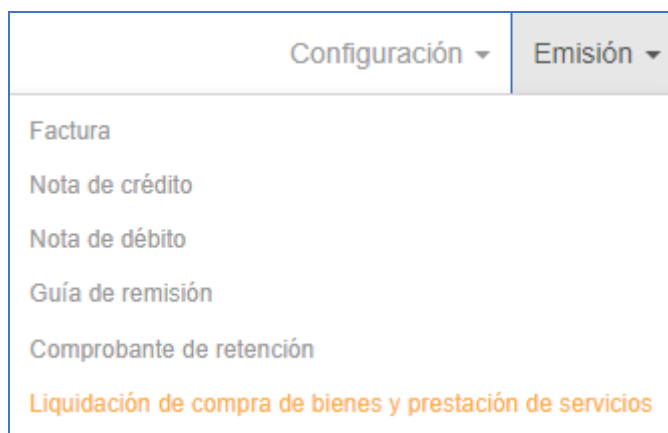 Configuración Emisión
Factura
Nota de crédito
Nota de débito
Guía de remisión
Comprobante de retención
Liquidación de compra de bienes y prestación de servicios